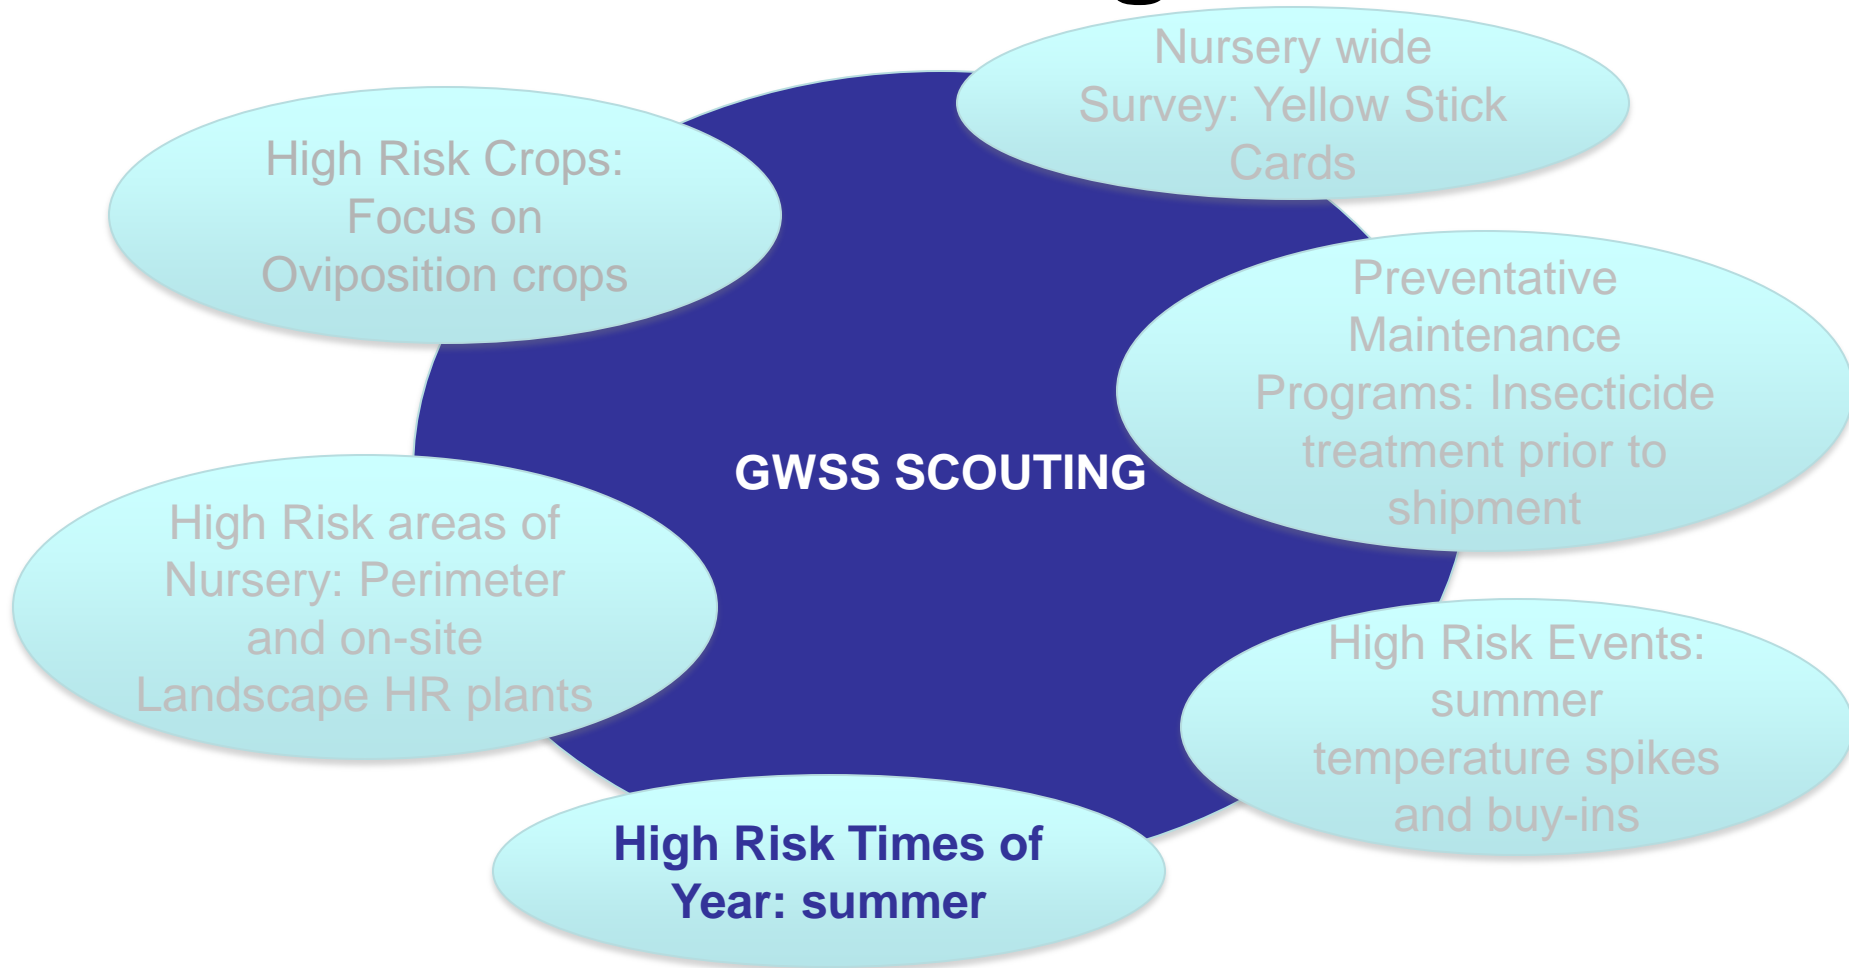 Nursery wide
Survey: Yellow Stick
Cards
High Risk Crops:
Focus on
Oviposition crops
Preventative
Maintenance
Programs: Insecticide
treatment prior to
shipment
GWSS SCOUTING
High Risk areas of
Nursery: Perimeter
and on-site
Landscape HR plants
High Risk Events:
summer
temperature spikes
and buy-ins
High Risk Times of
Year: summer